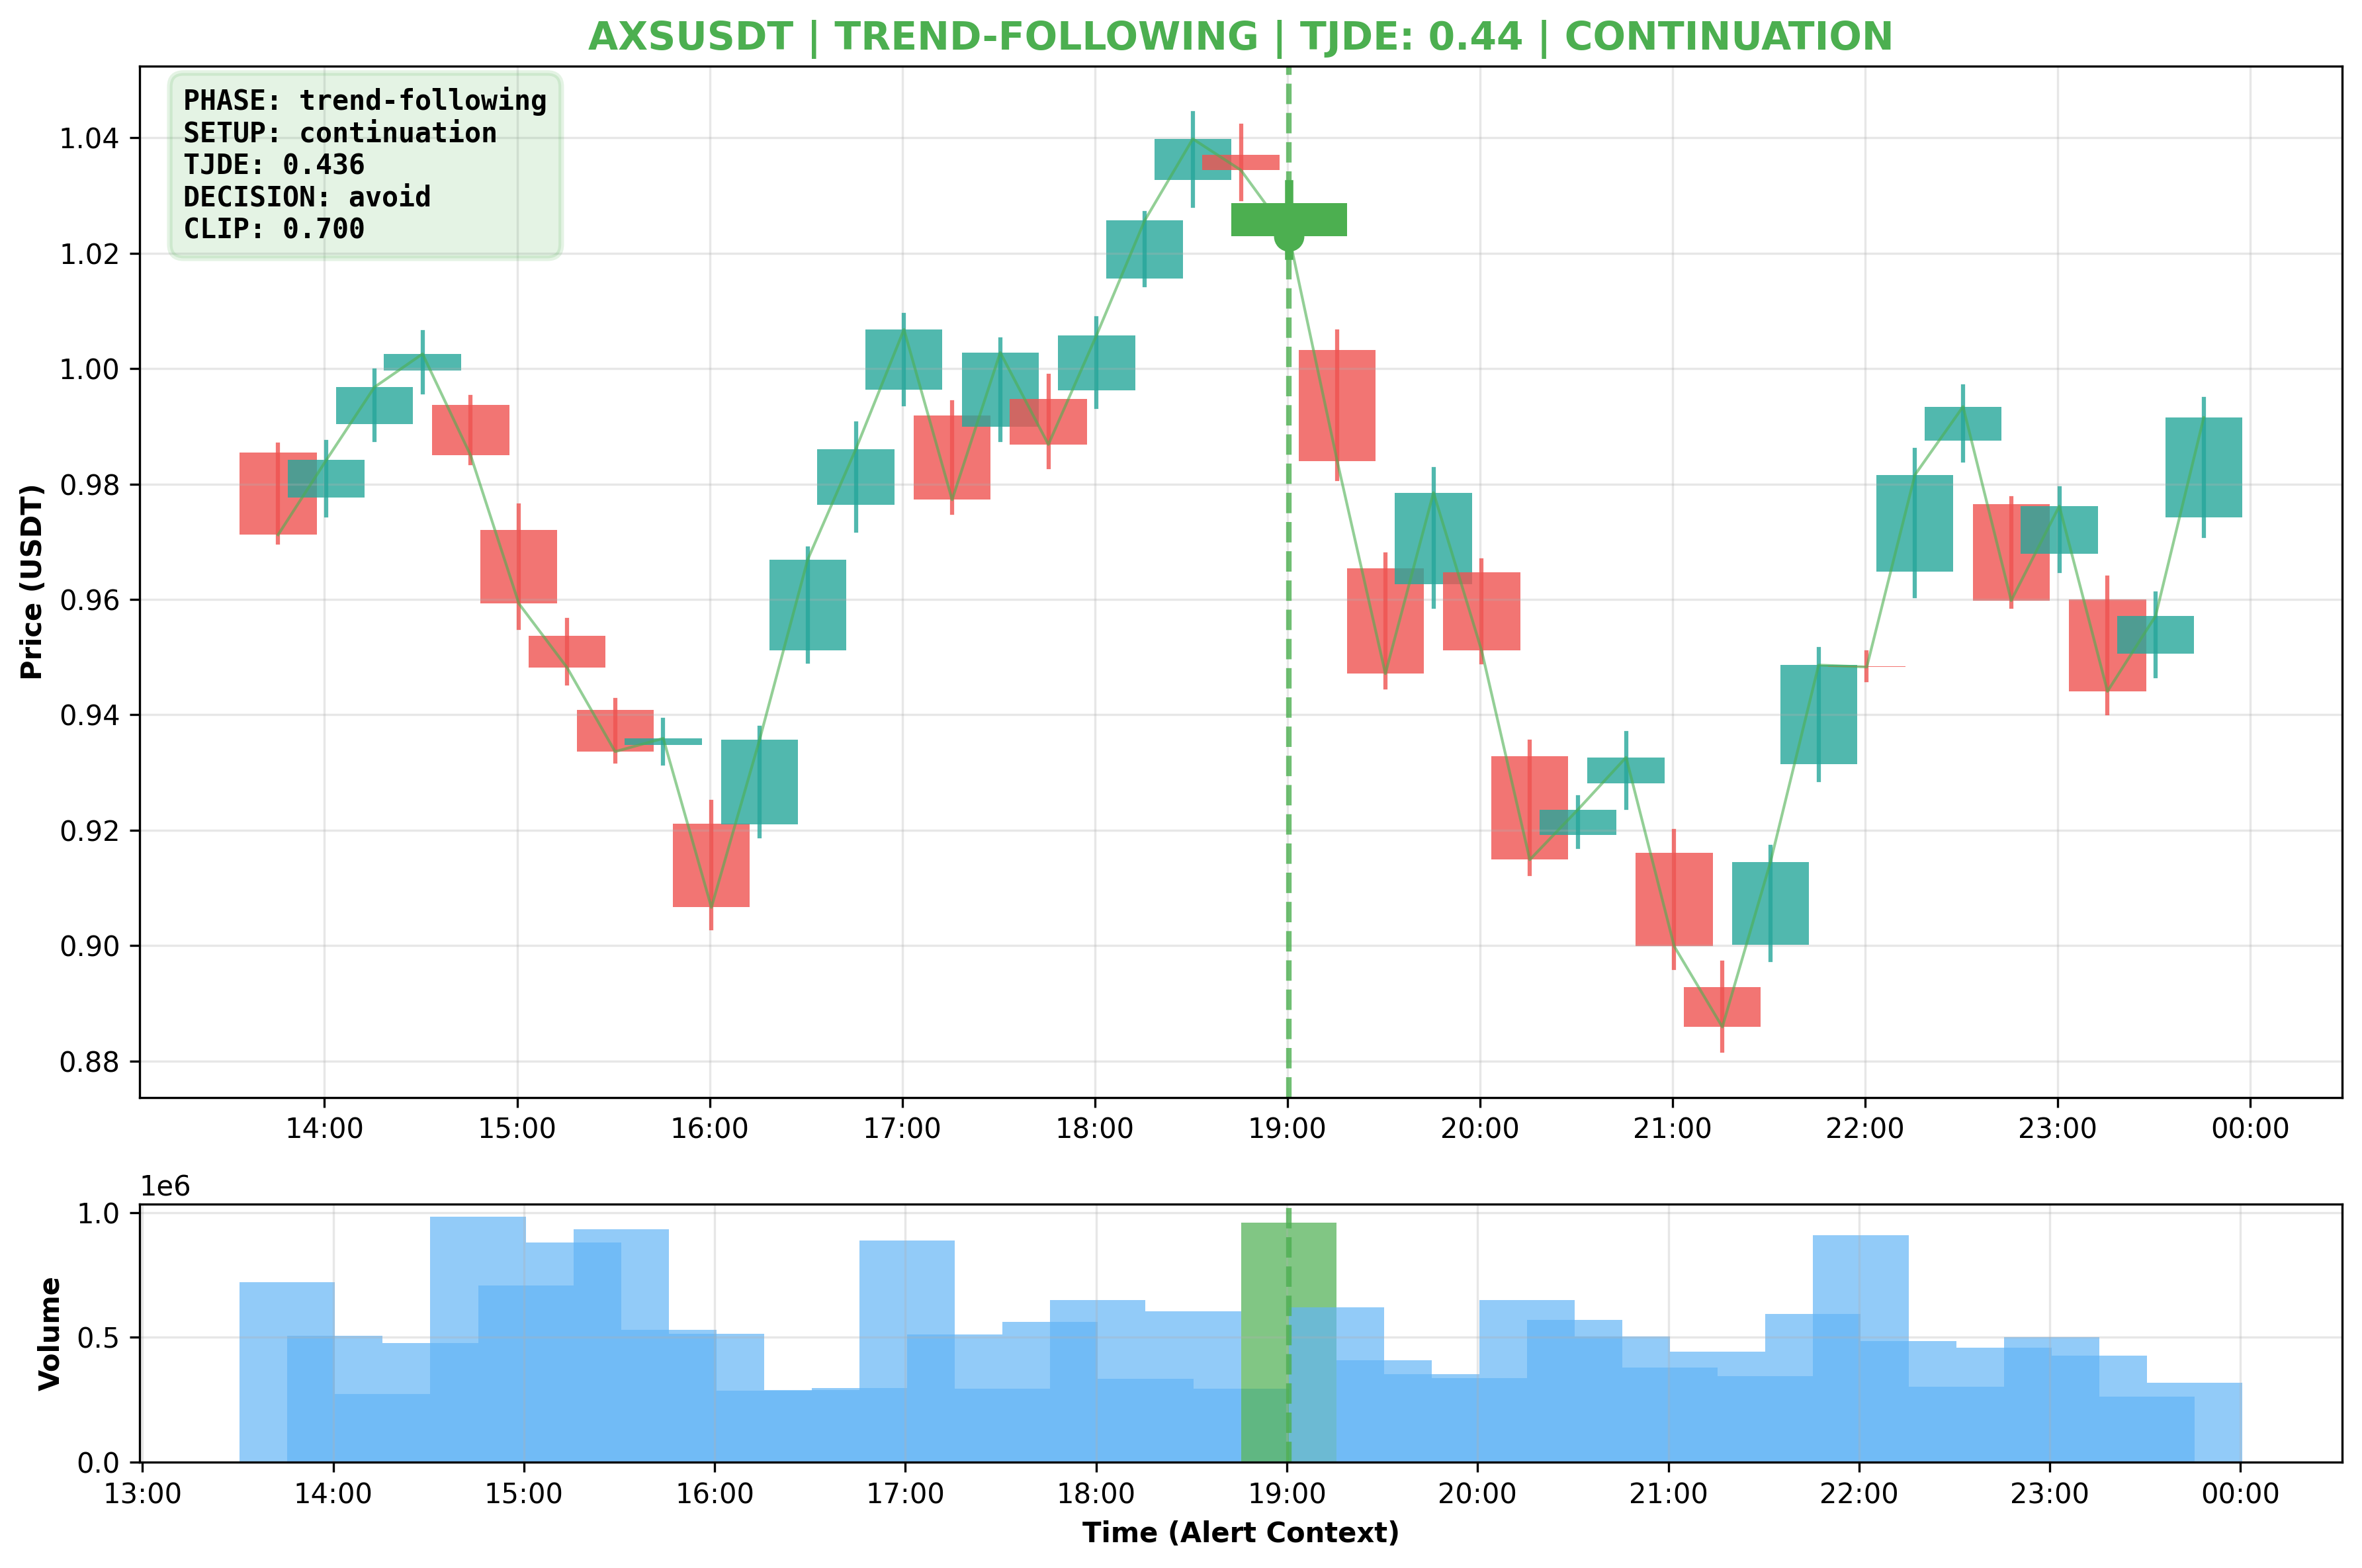 AXSUSDT | TREND-FOLLOWING | TJDE: 0.44 | CONTINUATION
PHASE: trend-following
SETUP: continuation
TJDE: 0.436
DECISION: avoid
CLIP: 0.700
Price (USDT)
1.04
1.02
1.00
0.98
0.96
0.94
0.92
0.90
0.88
14:00 15:00 16:00 17:00 18:00 19:00 20:00 21:00 22:00 23:00 00:00
1e6
Volume
1.0
0.5
0.0
13:00 14:00 15:00 16:00 17:00 18:00 19:00 20:00 21:00 22:00 23:00 00:00
Time (Alert Context)